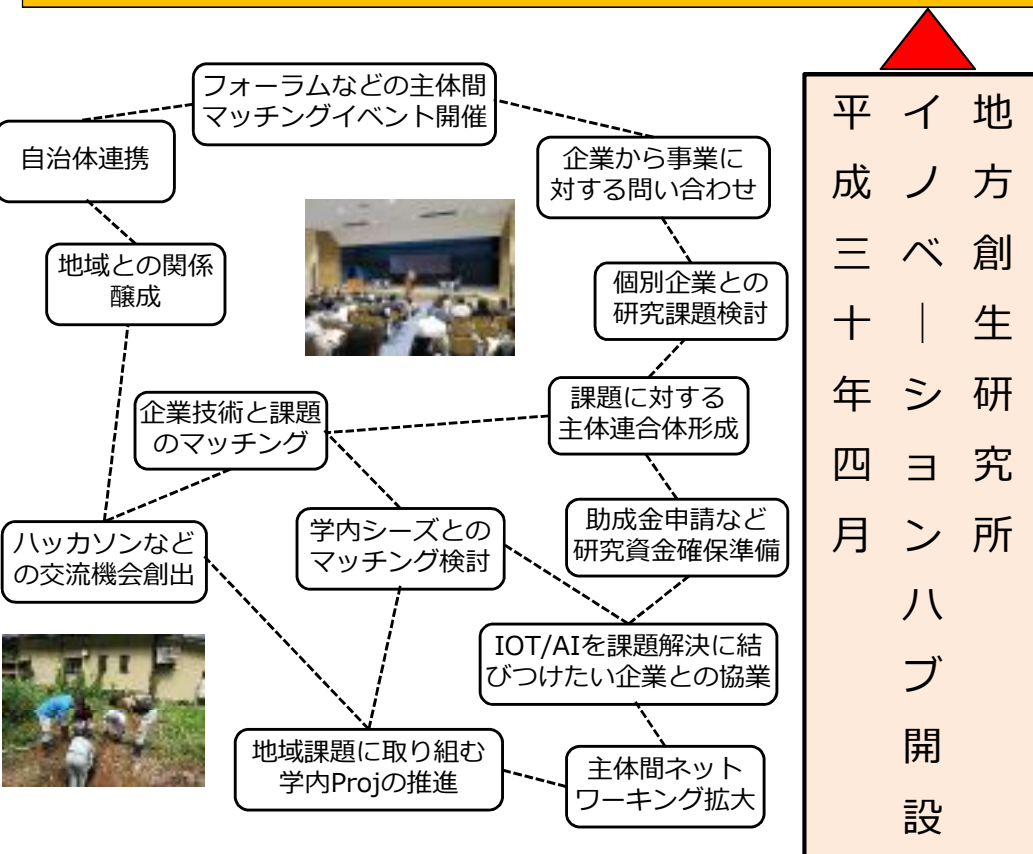 フォーラムなどの主体間
マッチングイベント開催
自治体連携
企業から事業に
対する問い合わせ
地域との関係
醸成
個別企業との
研究課題検討
企業技術と課題
のマッチング
課題に対する
主体連合体形成
ハッカソンなど
の交流機会創出
学内シーズとの
マッチング検討
助成金申請など
研究資金確保準備
IOT/AIを課題解決に結
びつけたい企業との協業
地域課題に取り組む
学内Projの推進
主体間ネット
ワーキング拡大
地方創生研究所
イノベーションハブ開設
平成三十年四月